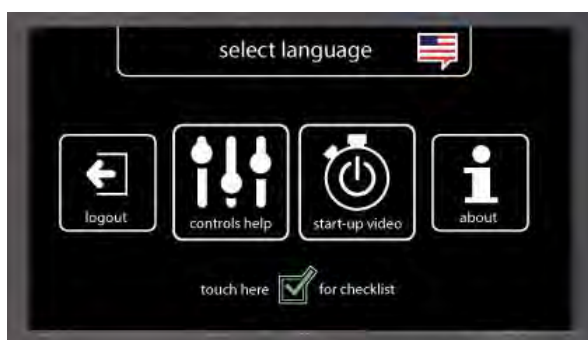 select language
logout
controls help
start-up video
about
touch here for checklist